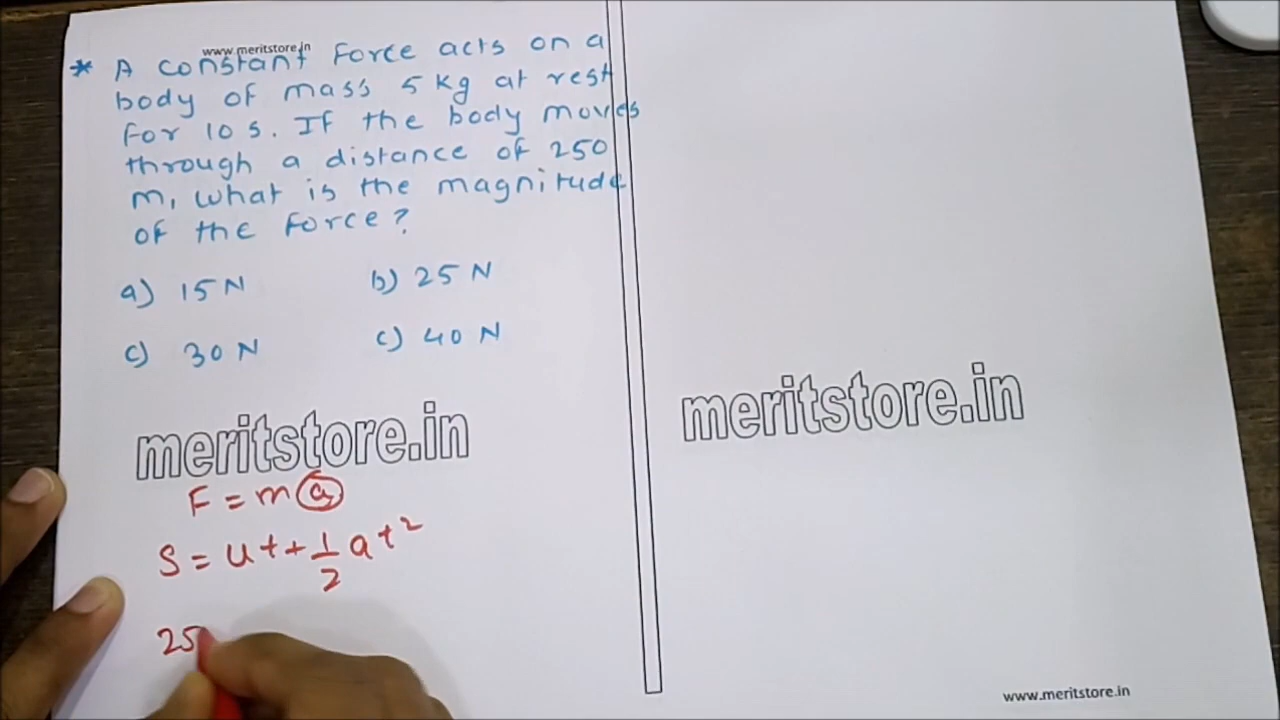 www.meritstore.in
* A constant Force acts on a
body of mass 5 Kg at rest
For 10 s. If the body moves
through a distance of 250
m, what is the magnitude
of the Force?
a) 15 N b) 25 N
c) 30 N c) 40 N
meritstore.in
meritstore.in
F = ma
S = ut + 1/2 at²
25
www.meritstore.in